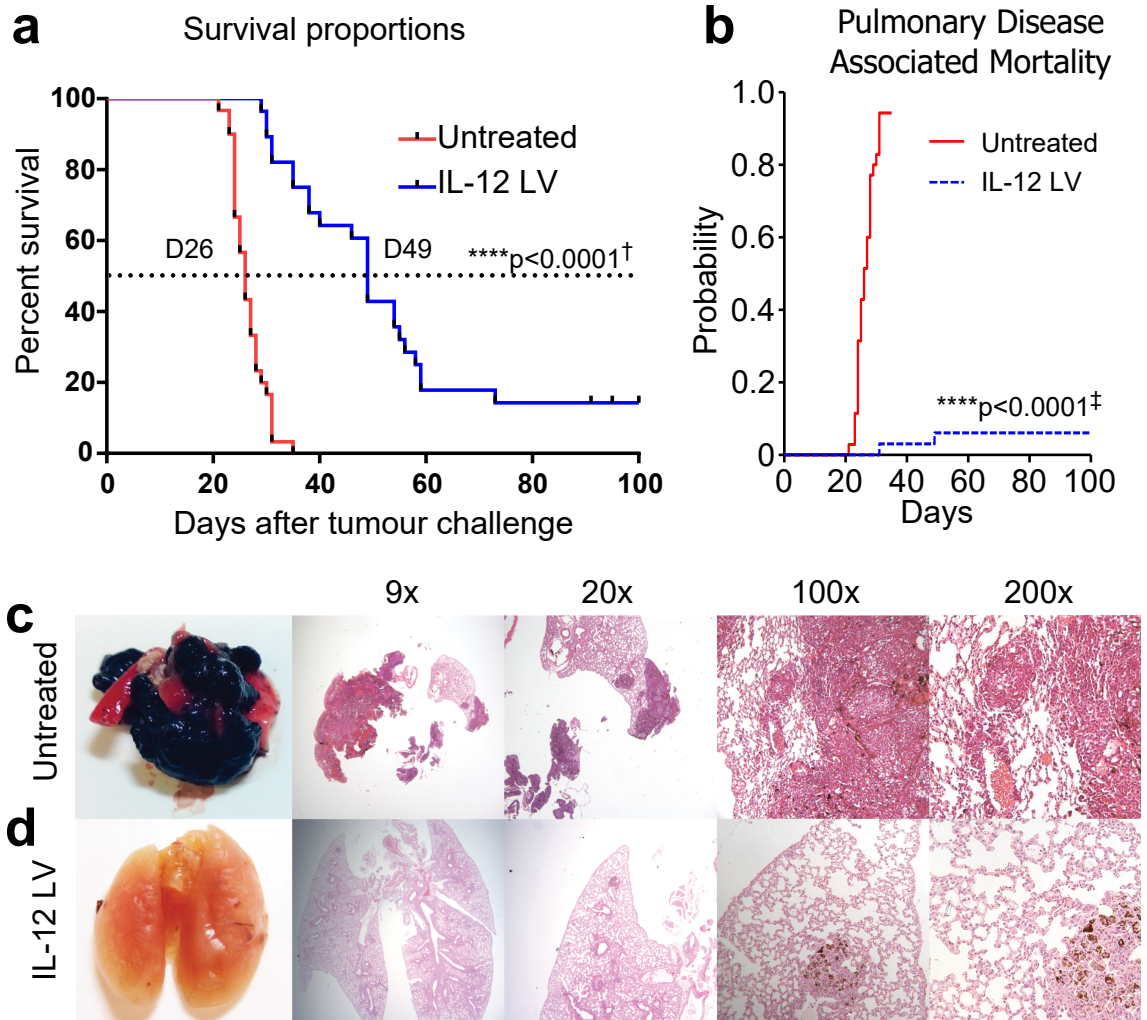 a
Survival proportions
100
80
60
40
20
0
Percent survival
Untreated
IL-12 LV
D26
D49
****p<0.0001†
0 20 40 60 80 100
Days after tumour challenge
b
Pulmonary Disease
Associated Mortality
1.0
0.8
0.6
0.4
0.2
0
Probability
Untreated
IL-12 LV
****p<0.0001‡
0 20 40 60 80 100
Days
9x 20x 100x 200x
c
Untreated
d
IL-12 LV